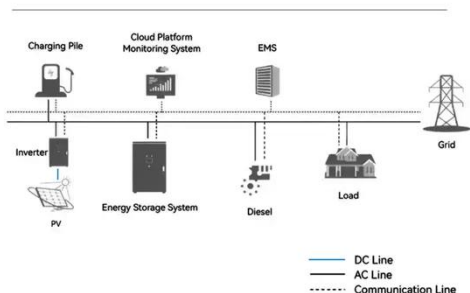 Charging Pile
Cloud Platform
Monitoring System
EMS
Grid
Inverter
PV
Energy Storage System
Diesel
Load
DC Line
AC Line
Communication Line